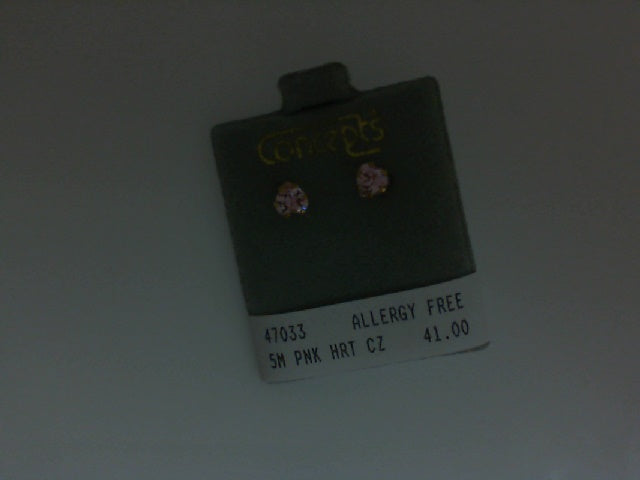 Concepts
47033 ALLERGY FREE
5M PNK HRT CZ 41.00